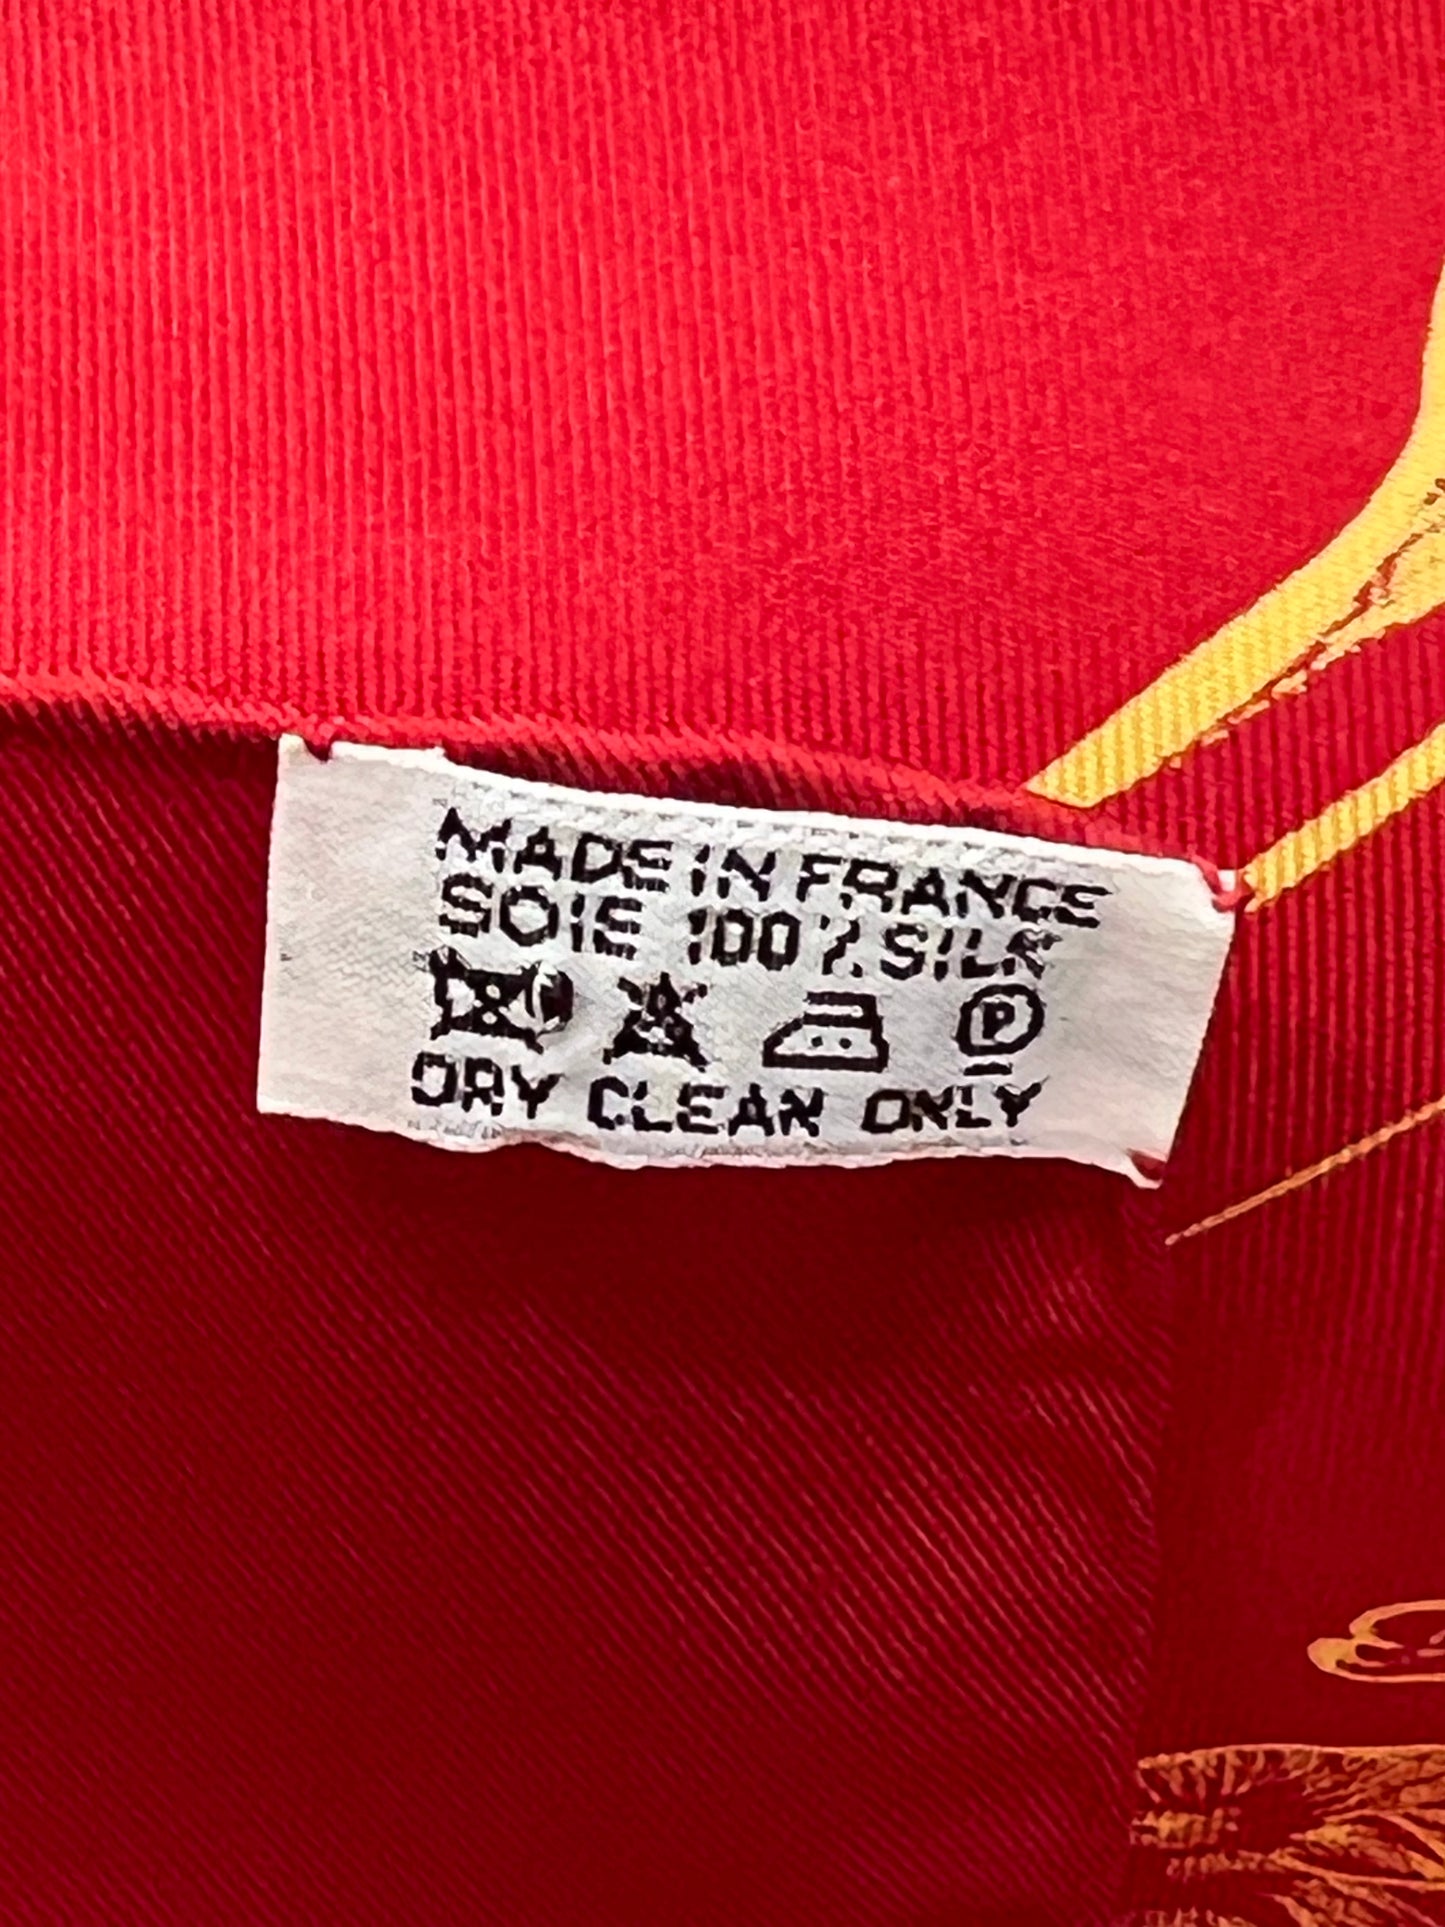 MADE IN FRANCE
SOIE 100% SILK
P
DRY CLEAN ONLY